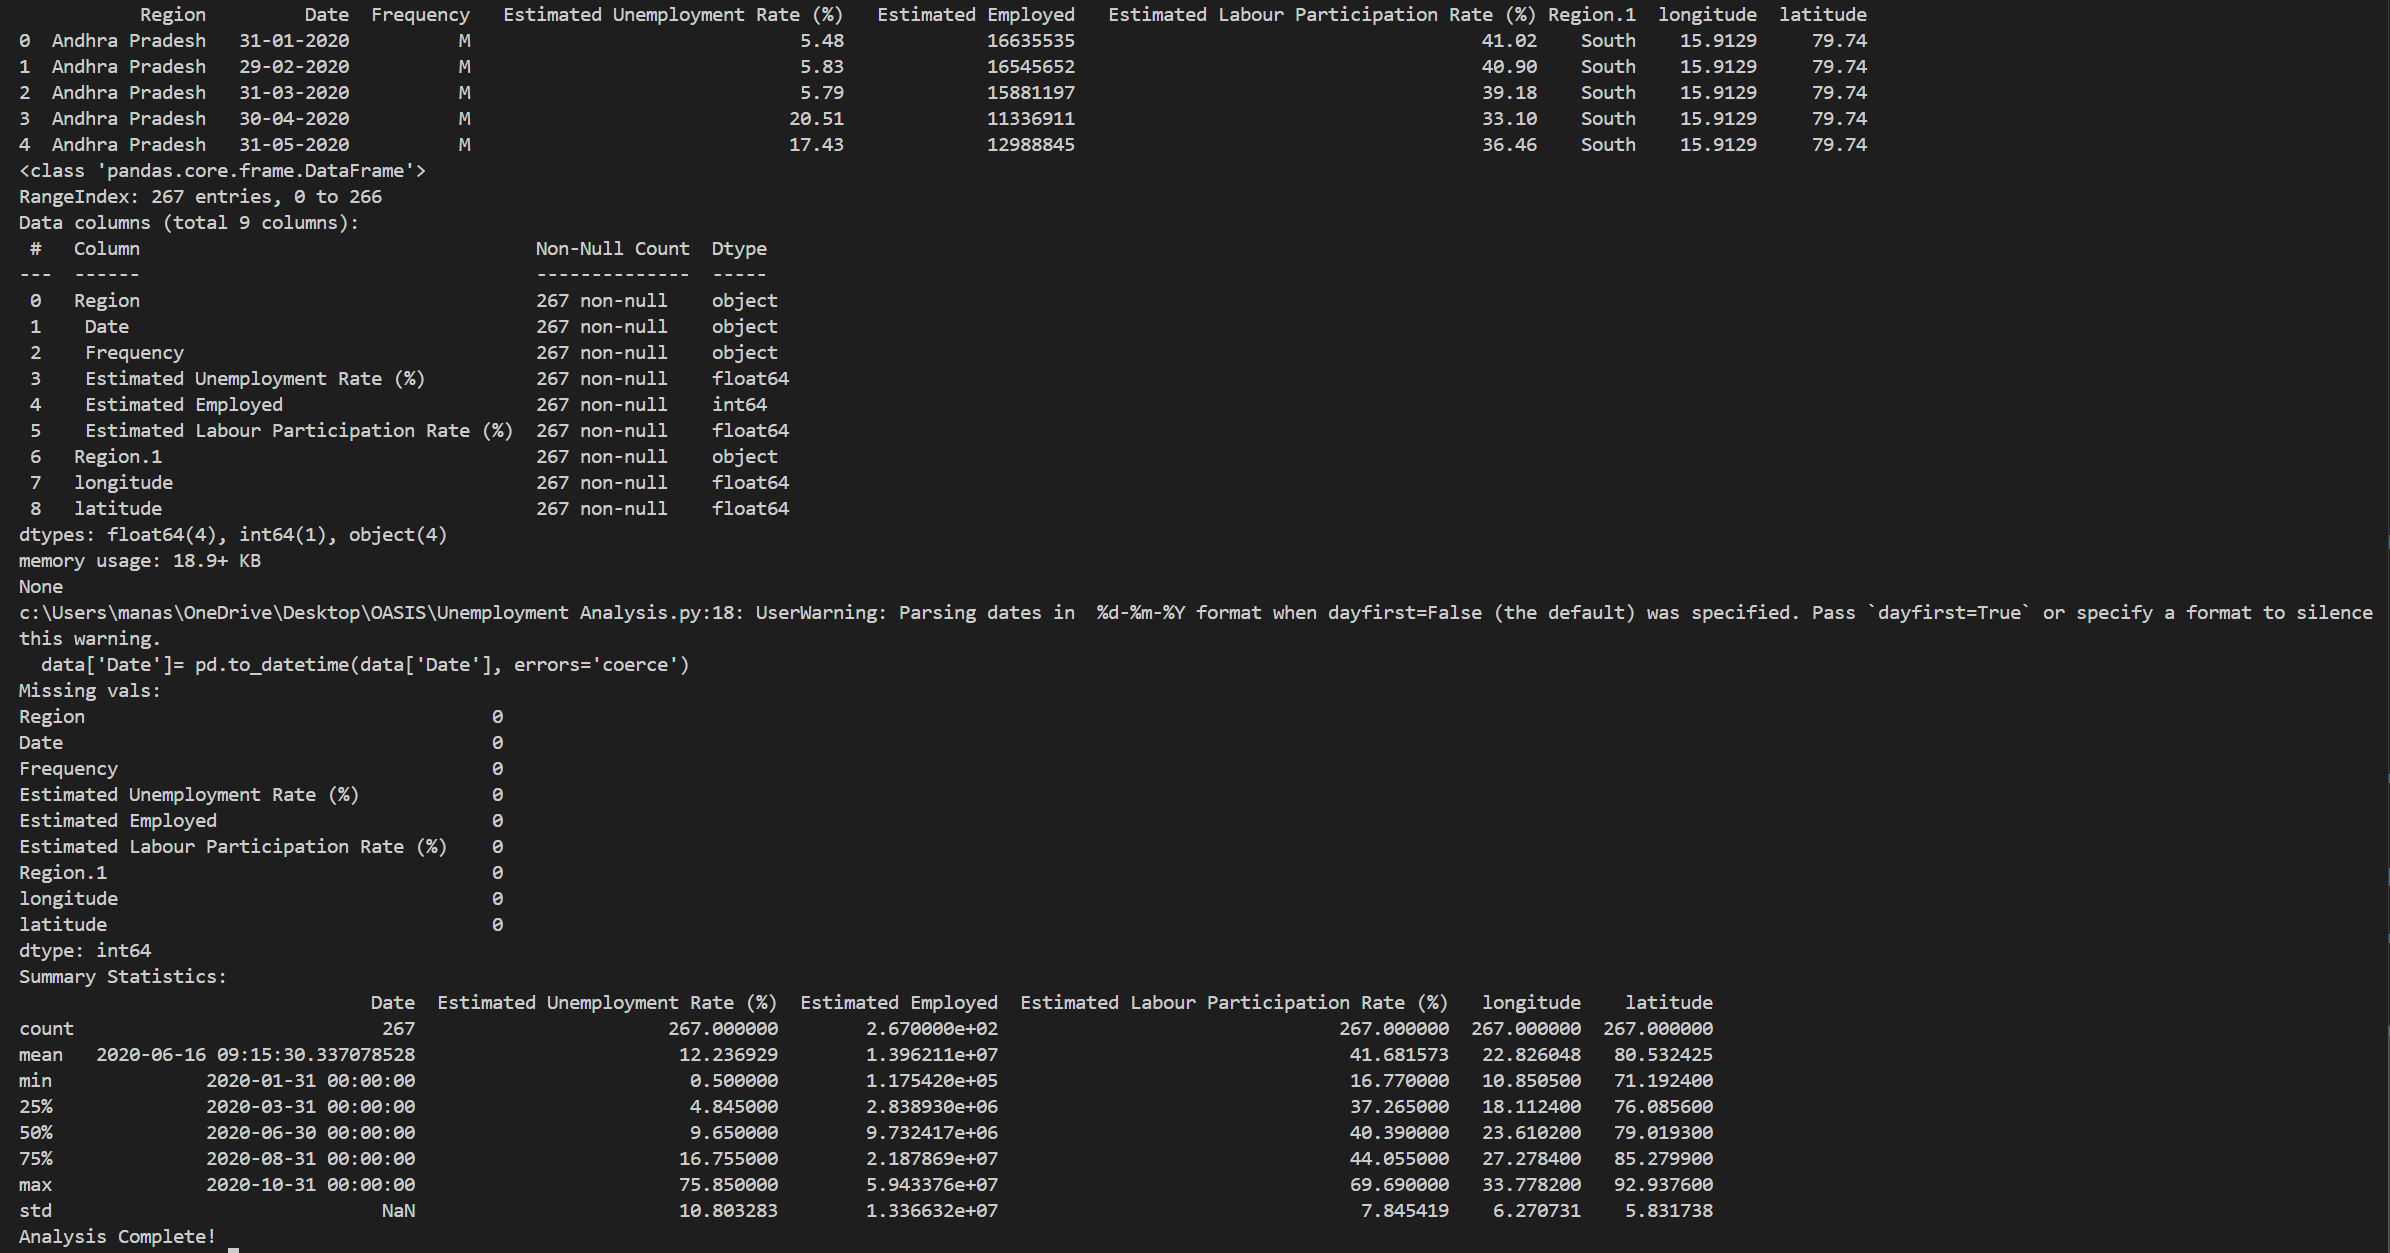 Region Date Frequency Estimated Unemployment Rate (%) Estimated Employed Estimated Labour Participation Rate (%) Region.1 longitude latitude
0 Andhra Pradesh 31-01-2020 M 5.48 16635535 41.02 South 15.9129 79.74
1 Andhra Pradesh 29-02-2020 M 5.83 16545652 40.90 South 15.9129 79.74
2 Andhra Pradesh 31-03-2020 M 5.79 15881197 39.18 South 15.9129 79.74
3 Andhra Pradesh 30-04-2020 M 20.51 11336911 33.10 South 15.9129 79.74
4 Andhra Pradesh 31-05-2020 M 17.43 12988845 36.46 South 15.9129 79.74
<class 'pandas.core.frame.DataFrame'>
RangeIndex: 267 entries, 0 to 266
Data columns (total 9 columns):
# Column Non-Null Count Dtype
--- ------ -------------- -----
0 Region 267 non-null object
1 Date 267 non-null object
2 Frequency 267 non-null object
3 Estimated Unemployment Rate (%) 267 non-null float64
4 Estimated Employed 267 non-null int64
5 Estimated Labour Participation Rate (%) 267 non-null float64
6 Region.1 267 non-null object
7 longitude 267 non-null float64
8 latitude 267 non-null float64
dtypes: float64(4), int64(1), object(4)
memory usage: 18.9+ KB
None
c:\Users\manas\OneDrive\Desktop\OASIS\Unemployment Analysis.py:18: UserWarning: Parsing dates in  %d-%m-%Y format when dayfirst=False (the default) was specified. Pass `dayfirst=True` or specify a format to silence
this warning.
data['Date']= pd.to_datetime(data['Date'], errors='coerce')
Missing vals:
Region 0
Date 0
Frequency 0
Estimated Unemployment Rate (%) 0
Estimated Employed 0
Estimated Labour Participation Rate (%) 0
Region.1 0
longitude 0
latitude 0
dtype: int64
Summary Statistics:
Date Estimated Unemployment Rate (%) Estimated Employed Estimated Labour Participation Rate (%) longitude latitude
count 267 267.000000 2.670000e+02 267.000000 267.000000 267.000000
mean 2020-06-16 09:15:30.337078528 12.236929 1.396211e+07 41.681573 22.826048 80.532425
min 2020-01-31 00:00:00 0.500000 1.175420e+05 16.770000 10.850500 71.192400
25% 2020-03-31 00:00:00 4.845000 2.838930e+06 37.265000 18.112400 76.085600
50% 2020-06-30 00:00:00 9.650000 9.732417e+06 40.390000 23.610200 79.019300
75% 2020-08-31 00:00:00 16.755000 2.187869e+07 44.055000 27.278400 85.279900
max 2020-10-31 00:00:00 75.850000 5.943376e+07 69.690000 33.778200 92.937600
std NaN 10.803283 1.336632e+07 7.845419 6.270731 5.831738
Analysis Complete!